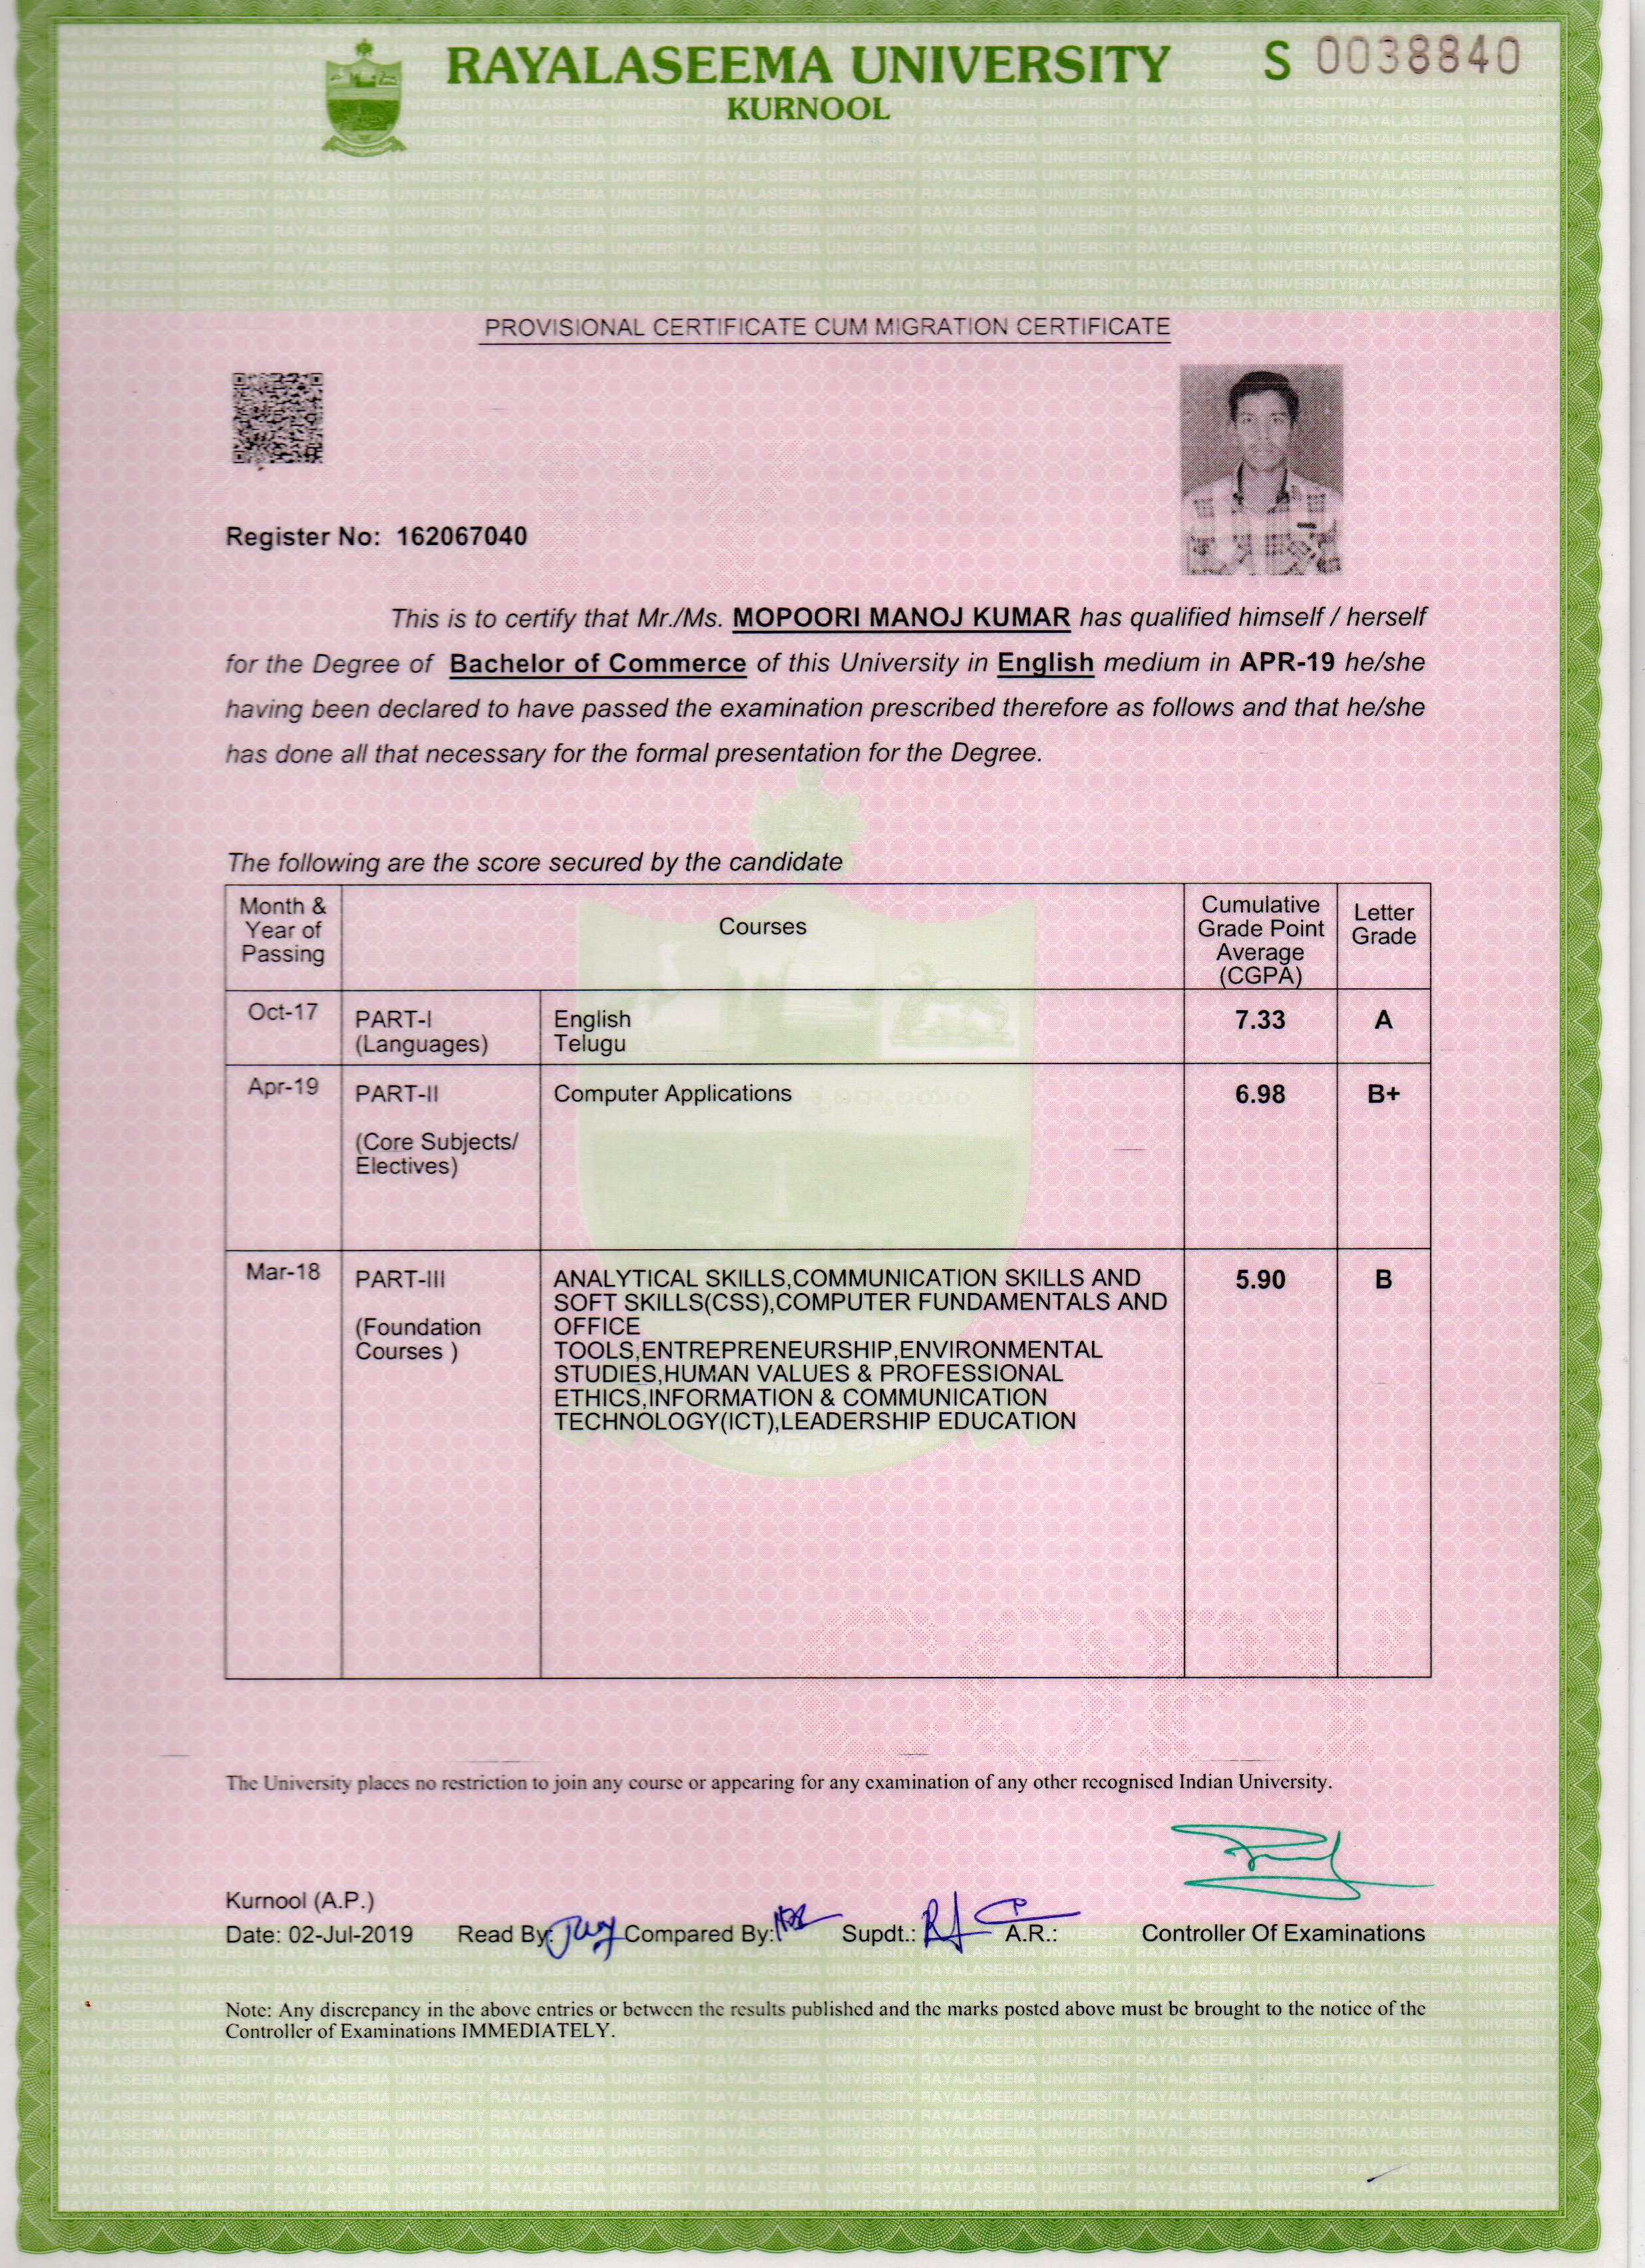 RAYALASEEMA UNIVERSITY
KURNOOL
S 0038840
PROVISIONAL CERTIFICATE CUM MIGRATION CERTIFICATE
Register No: 162067040
This is to certify that Mr./Ms. MOPOORI MANOJ KUMAR has qualified himself / herself
for the Degree of Bachelor of Commerce of this University in English medium in APR-19 he/she
having been declared to have passed the examination prescribed therefore as follows and that he/she
has done all that necessary for the formal presentation for the Degree.
The following are the score secured by the candidate
Month &
Year of
Passing
Courses
Cumulative
Grade Point
Average
(CGPA)
Letter
Grade
Oct-17
PART-I
(Languages)
English
Telugu
7.33
A
Apr-19
PART-II
(Core Subjects/
Electives)
Computer Applications
6.98
B+
Mar-18
PART-III
(Foundation
Courses )
ANALYTICAL SKILLS,COMMUNICATION SKILLS AND
SOFT SKILLS(CSS),COMPUTER FUNDAMENTALS AND
OFFICE
TOOLS,ENTREPRENEURSHIP,ENVIRONMENTAL
STUDIES,HUMAN VALUES & PROFESSIONAL
ETHICS,INFORMATION & COMMUNICATION
TECHNOLOGY(ICT),LEADERSHIP EDUCATION
5.90
B
COPY
The University places no restriction to join any course or appearing for any examination of any other recognised Indian University.
Kurnool (A.P.)
Date: 02-Jul-2019 Read By: Compared By: Supdt.: A.R.: Controller Of Examinations
Note: Any discrepancy in the above entries or between the results published and the marks posted above must be brought to the notice of the
Controller of Examinations IMMEDIATELY.